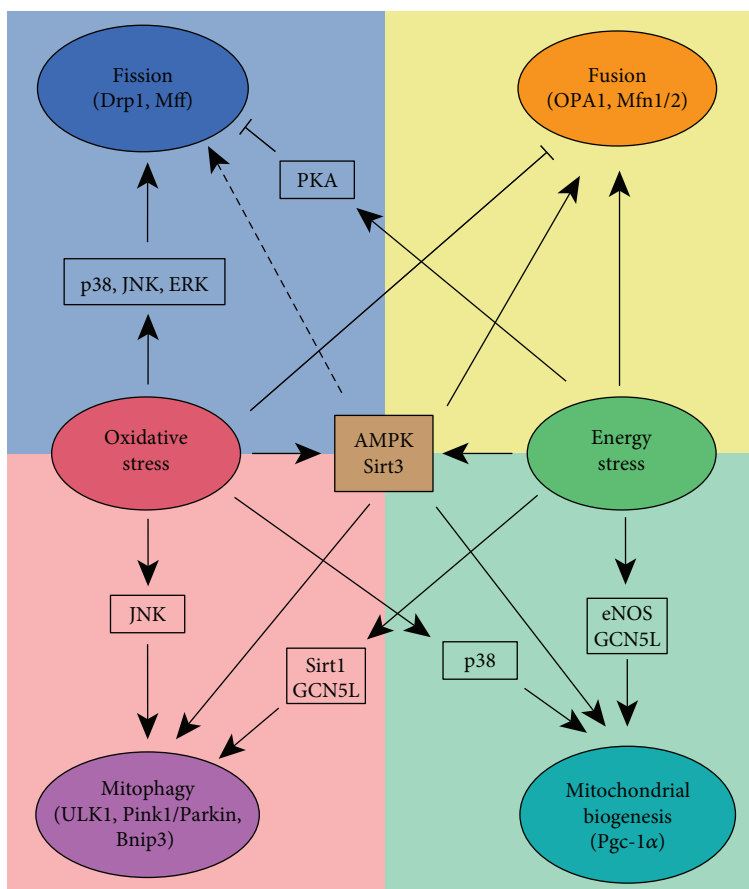 Fission
(Drp1, Mff)
Fusion
(OPA1, Mfn1/2)
PKA
p38, JNK, ERK
Oxidative
stress
AMPK
Sirt3
Energy
stress
JNK
Sirt1
GCN5L
p38
eNOS
GCN5L
Mitophagy
(ULK1, Pink1/Parkin,
Bnip3)
Mitochondrial
biogenesis
(Pgc-1α)